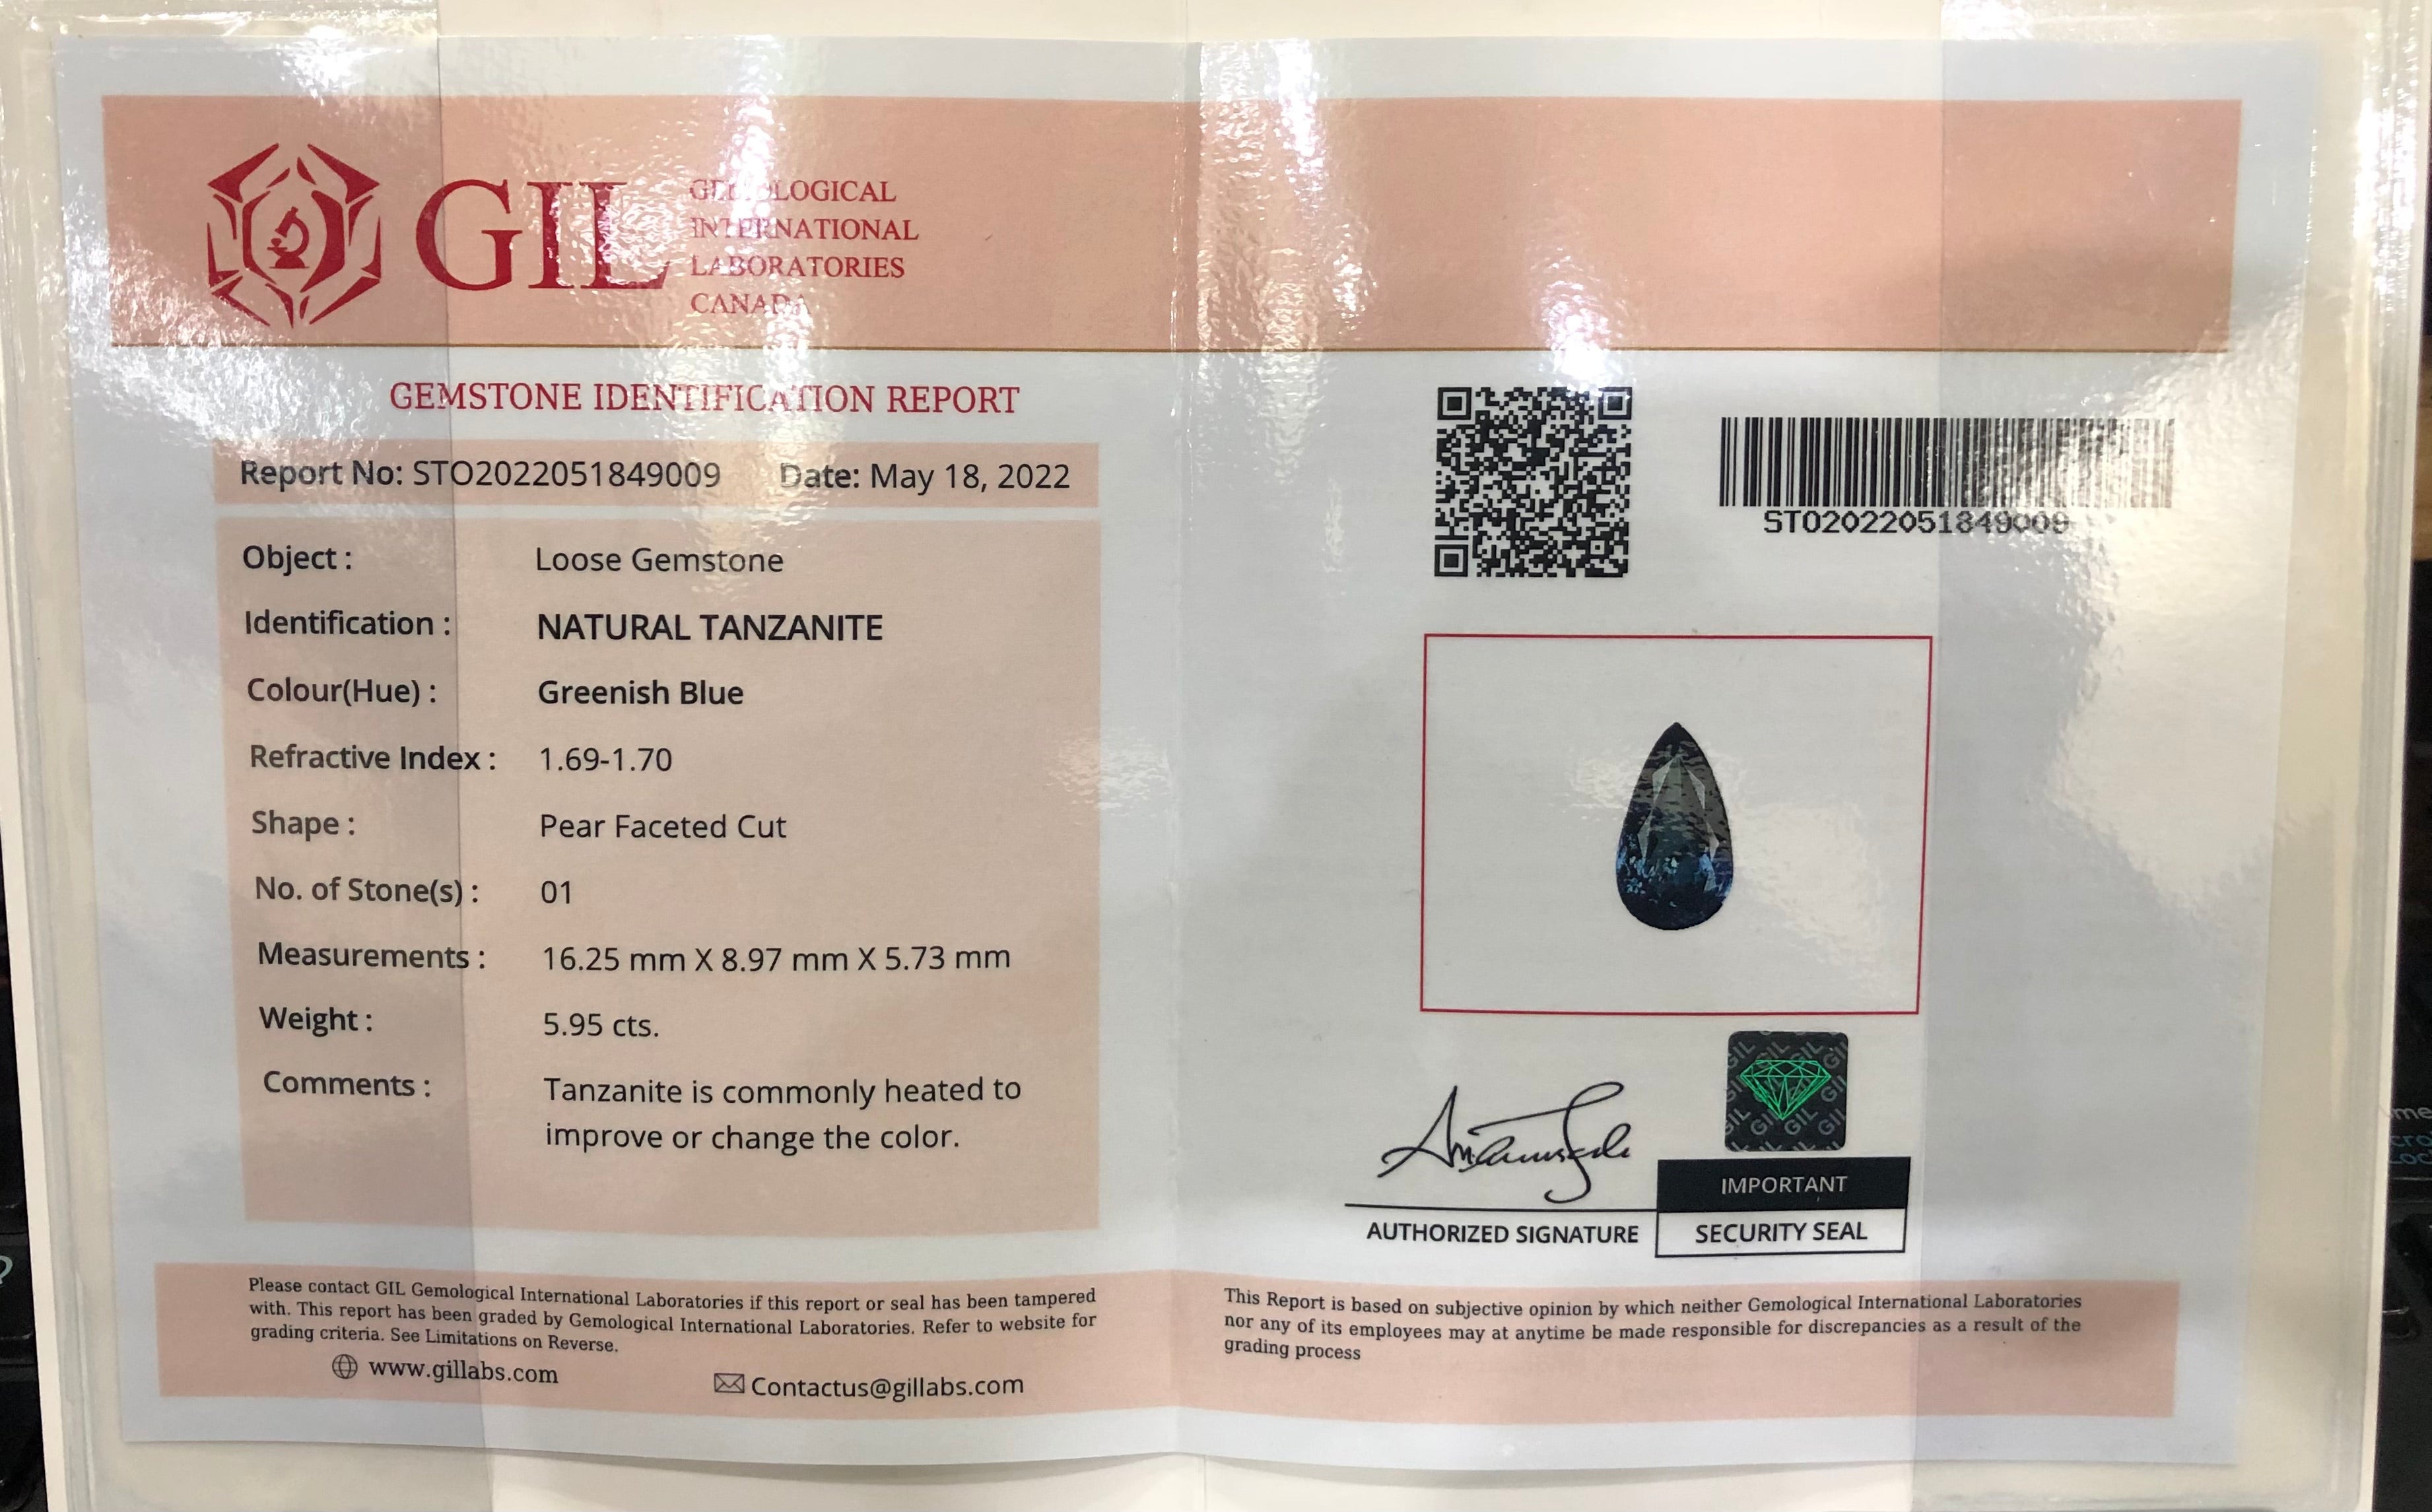 GIL
GEMOLOGICAL
INTERNATIONAL
LABORATORIES
CANADA
GEMSTONE IDENTIFICATION REPORT
Report No: STO2022051849009 Date: May 18, 2022
Object : Loose Gemstone
Identification : NATURAL TANZANITE
Colour(Hue) : Greenish Blue
Refractive Index : 1.69-1.70
Shape : Pear Faceted Cut
No. of Stone(s) : 01
Measurements : 16.25 mm X 8.97 mm X 5.73 mm
Weight : 5.95 cts.
Comments : Tanzanite is commonly heated to
improve or change the color.
Please contact GIL Gemological International Laboratories if this report or seal has been tampered
with. This report has been graded by Gemological International Laboratories. Refer to website for
grading criteria. See Limitations on Reverse.
www.gillabs.com
Contactus@gillabs.com
STO2022051849009
GIL GIL GIL
AUTHORIZED SIGNATURE
IMPORTANT
SECURITY SEAL
This Report is based on subjective opinion by which neither Gemological International Laboratories
nor any of its employees may at anytime be made responsible for discrepancies as a result of the
grading process